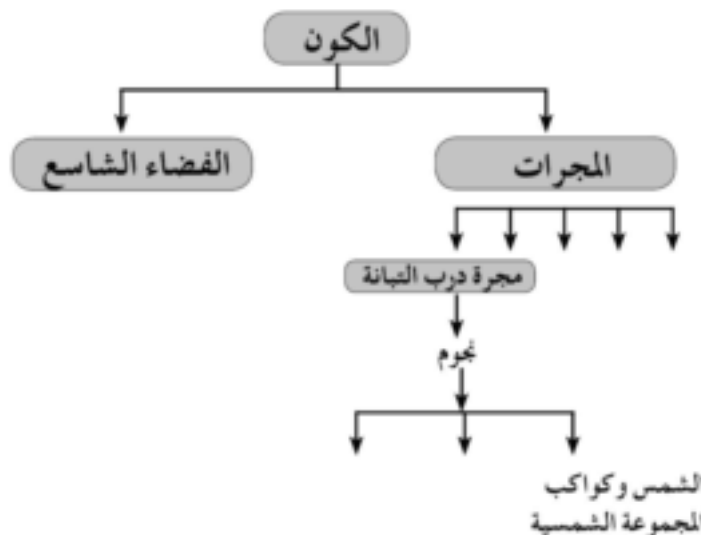 الكون
المجرات
الفضاء الشاسع
مجرة درب التبانة
نجوم
الشمس وكواكب
المجموعة الشمسية